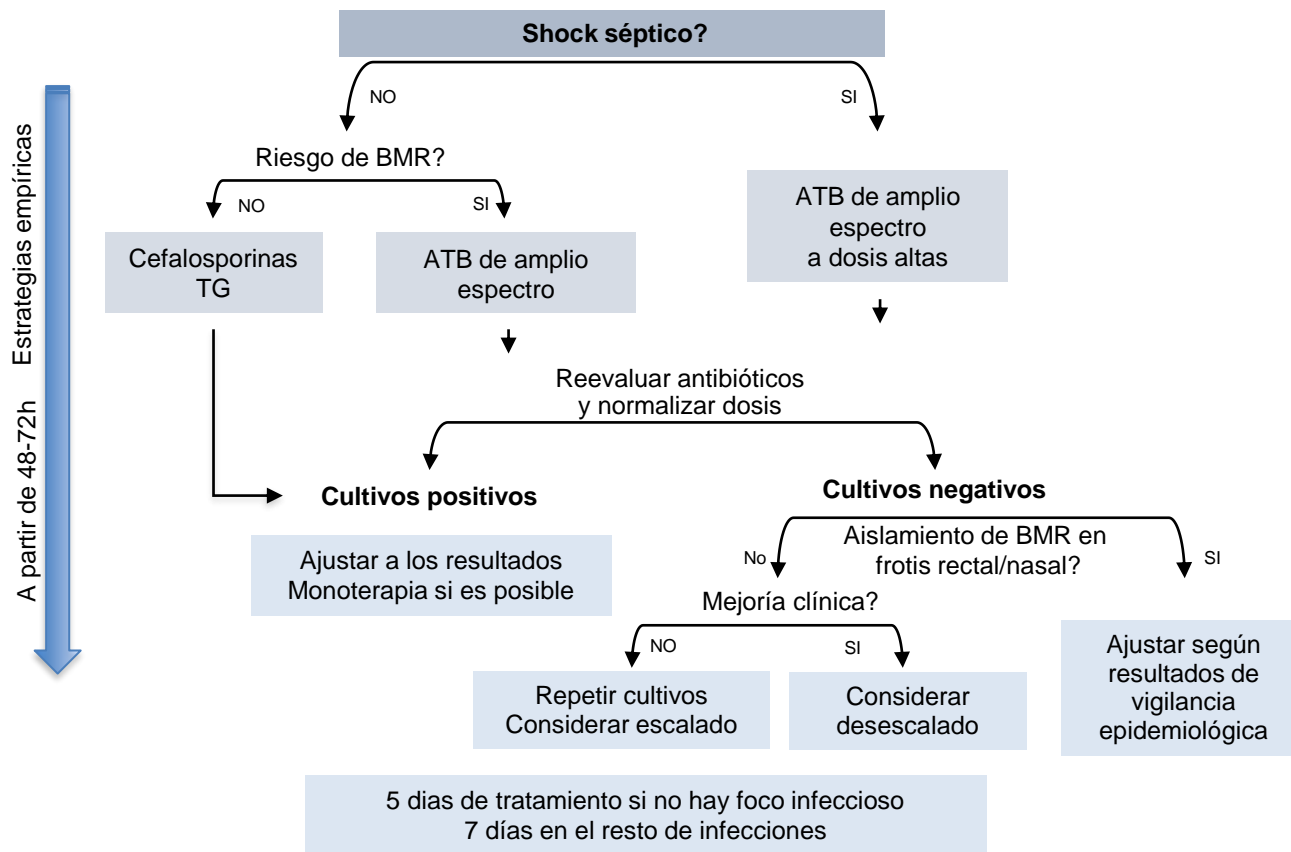 Shock séptico?
NO
SI
Riesgo de BMR?
NO
SI
Cefalosporinas
TG
ATB de amplio
espectro
ATB de amplio
espectro
a dosis altas
Estrategias empíricas
Reevaluar antibióticos
y normalizar dosis
A partir de 48-72h
Cultivos positivos
Cultivos negativos
Ajustar a los resultados
Monoterapia si es posible
Aislamiento de BMR en
frotis rectal/nasal?
No
SI
Mejoría clínica?
NO
SI
Repetir cultivos
Considerar escalado
Considerar
desescalado
Ajustar según
resultados de
vigilancia
epidemiológica
5 dias de tratamiento si no hay foco infeccioso
7 días en el resto de infecciones